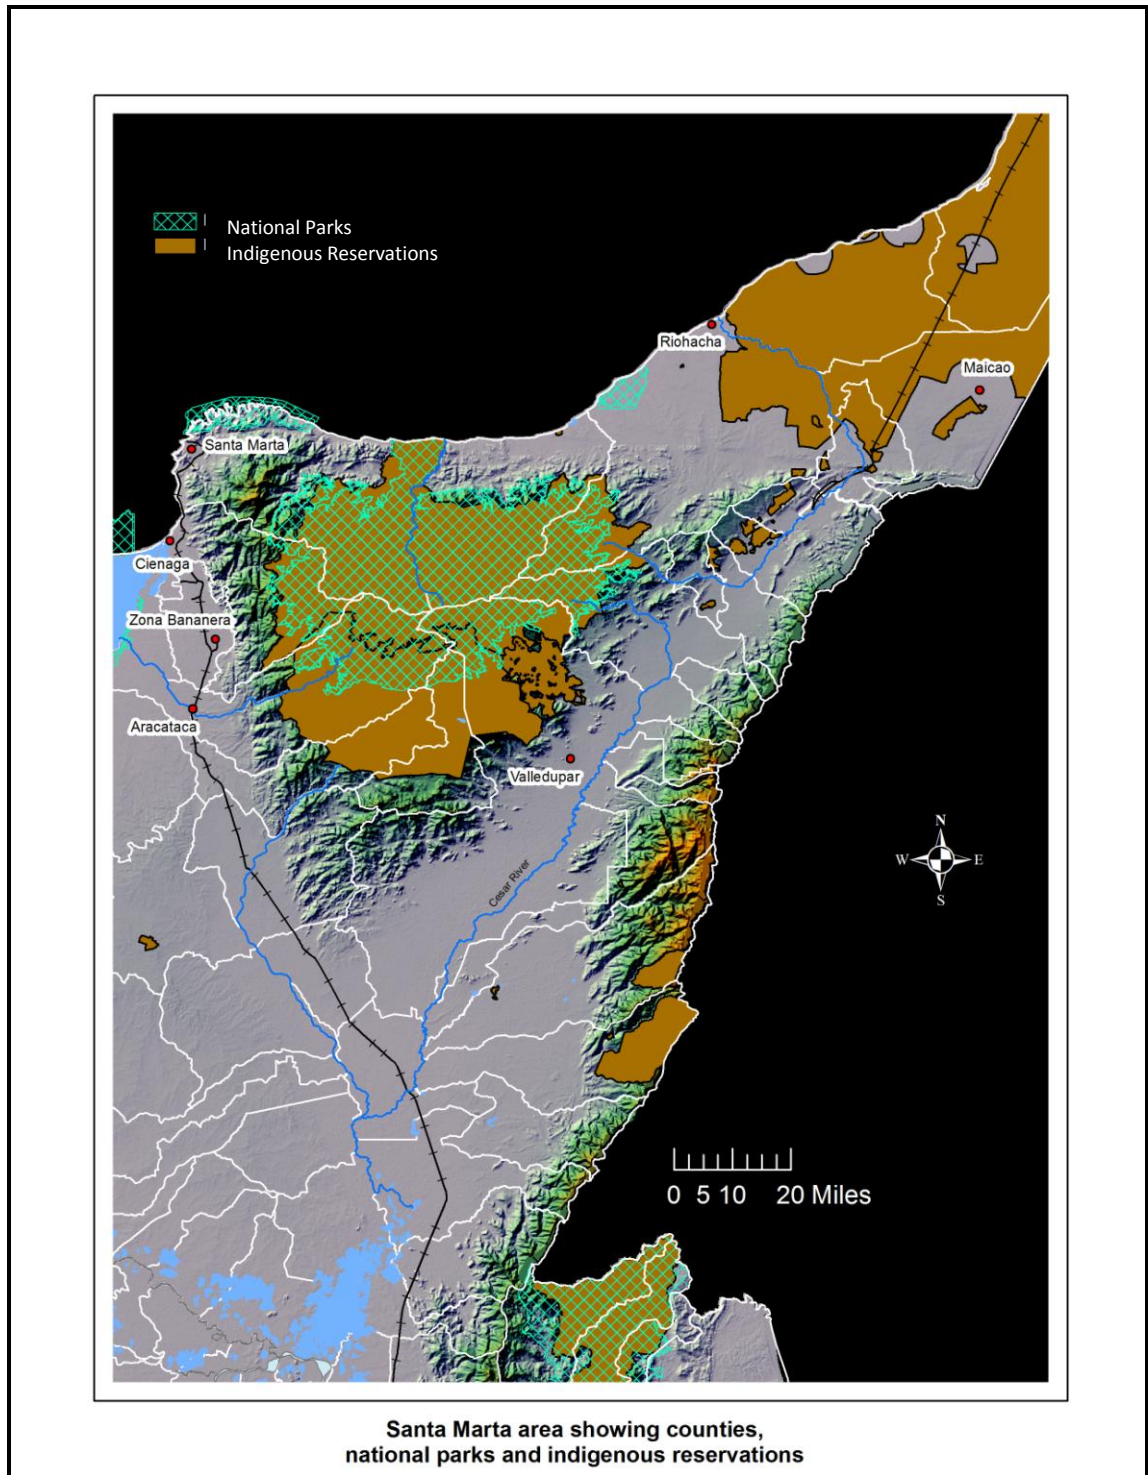 National Parks
Indigenous Reservations
Riohacha
Maicao
Santa Marta
Cienaga
Zona Bananera
Aracataca
Valledupar
N
W E
S
Cesar River
0 5 10 20 Miles
Santa Marta area showing counties,
national parks and indigenous reservations